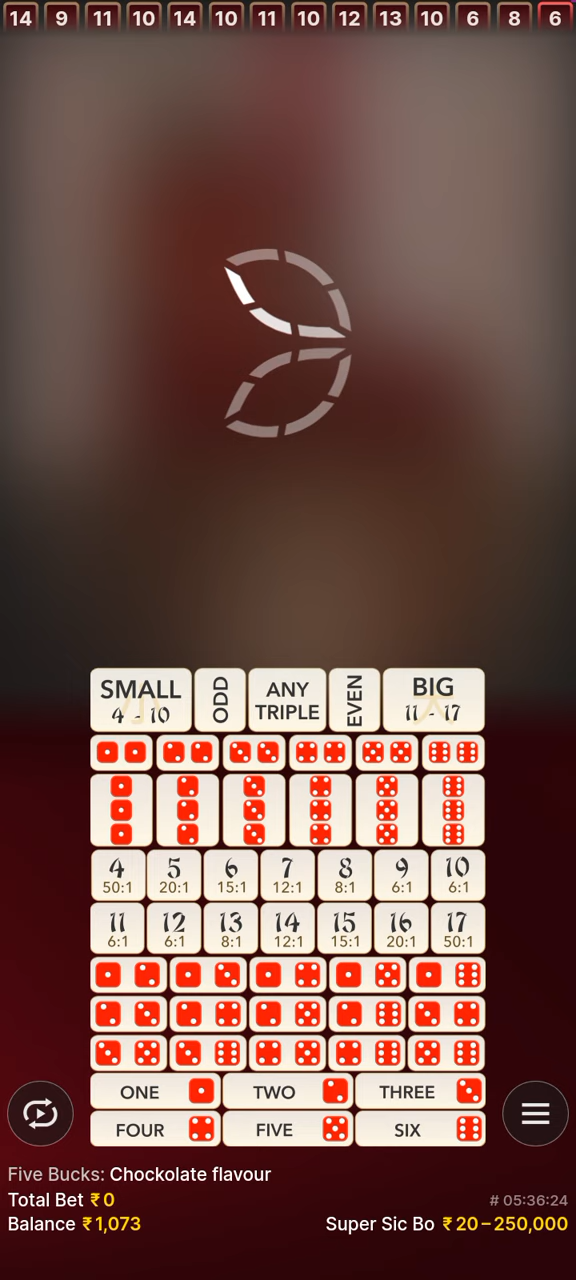 14 9 11 10 14 10 11 10 12 13 10 6 8 6
SMALL ODD ANY TRIPLE EVEN BIG
4 - 10 11 - 17
4 5 6 7 8 9 10
50:1 20:1 15:1 12:1 8:1 6:1 6:1
11 12 13 14 15 16 17
6:1 6:1 8:1 12:1 15:1 20:1 50:1
ONE TWO THREE
FOUR FIVE SIX
Five Bucks: Chockolate flavour
Total Bet ₹0 # 05:36:24
Balance ₹1,073 Super Sic Bo ₹20–250,000